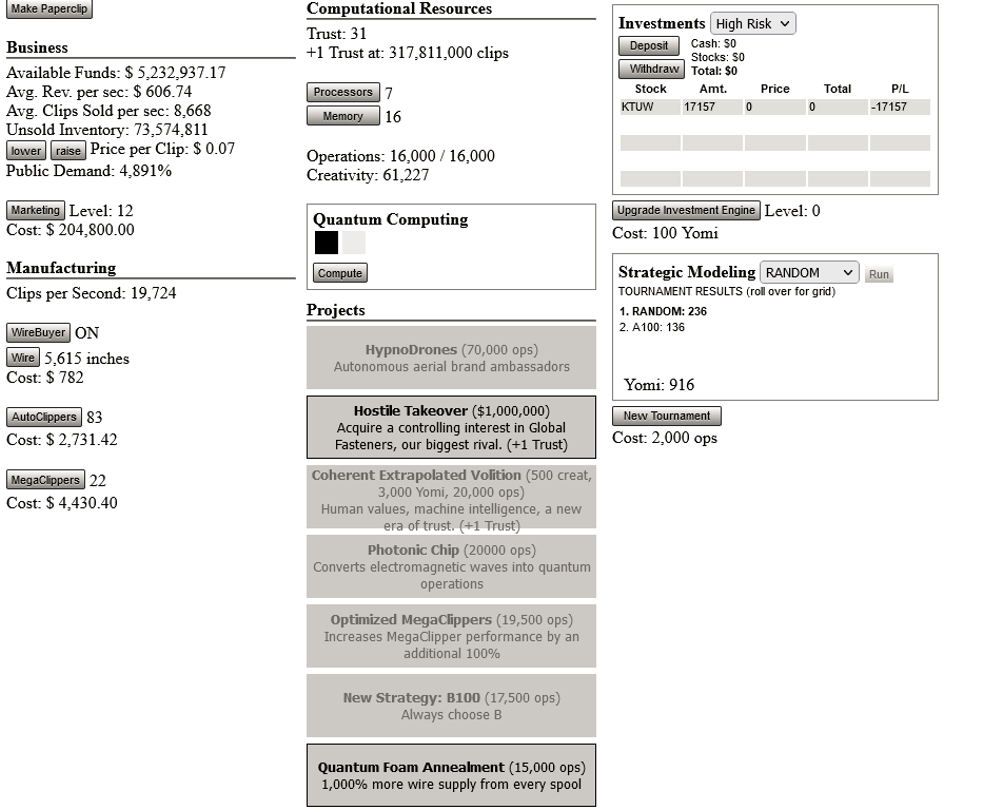 Make Paperclip
Business
Available Funds: $ 5,232,937.17
Avg. Rev. per sec: $ 606.74
Avg. Clips Sold per sec: 8,668
Unsold Inventory: 73,574,811
lower raise Price per Clip: $ 0.07
Public Demand: 4,891%
Marketing Level: 12
Cost: $ 204,800.00
Manufacturing
Clips per Second: 19,724
WireBuyer ON
Wire 5,615 inches
Cost: $ 782
AutoClippers 83
Cost: $ 2,731.42
MegaClippers 22
Cost: $ 4,430.40
Computational Resources
Trust: 31
+1 Trust at: 317,811,000 clips
Processors 7
Memory 16
Operations: 16,000 / 16,000
Creativity: 61,227
Quantum Computing
Compute
Projects
HypnoDrones (70,000 ops)
Autonomous aerial brand ambassadors
Hostile Takeover ($1,000,000)
Acquire a controlling interest in Global
Fasteners, our biggest rival. (+1 Trust)
Coherent Extrapolated Volition (500 creat,
3,000 Yomi, 20,000 ops)
Human values, machine intelligence, a new
era of trust. (+1 Trust)
Photonic Chip (20000 ops)
Converts electromagnetic waves into quantum
operations
Optimized MegaClippers (19,500 ops)
Increases MegaClipper performance by an
additional 100%
New Strategy: B100 (17,500 ops)
Always choose B
Quantum Foam Annealment (15,000 ops)
1,000% more wire supply from every spool
Investments High Risk
Deposit Cash: $0
Stocks: $0
Withdraw Total: $0
Stock Amt. Price Total P/L
KTUW 17157 0 0 -17157
Upgrade Investment Engine Level: 0
Cost: 100 Yomi
Strategic Modeling RANDOM Run
TOURNAMENT RESULTS (roll over for grid)
1. RANDOM: 236
2. A100: 136
Yomi: 916
New Tournament
Cost: 2,000 ops